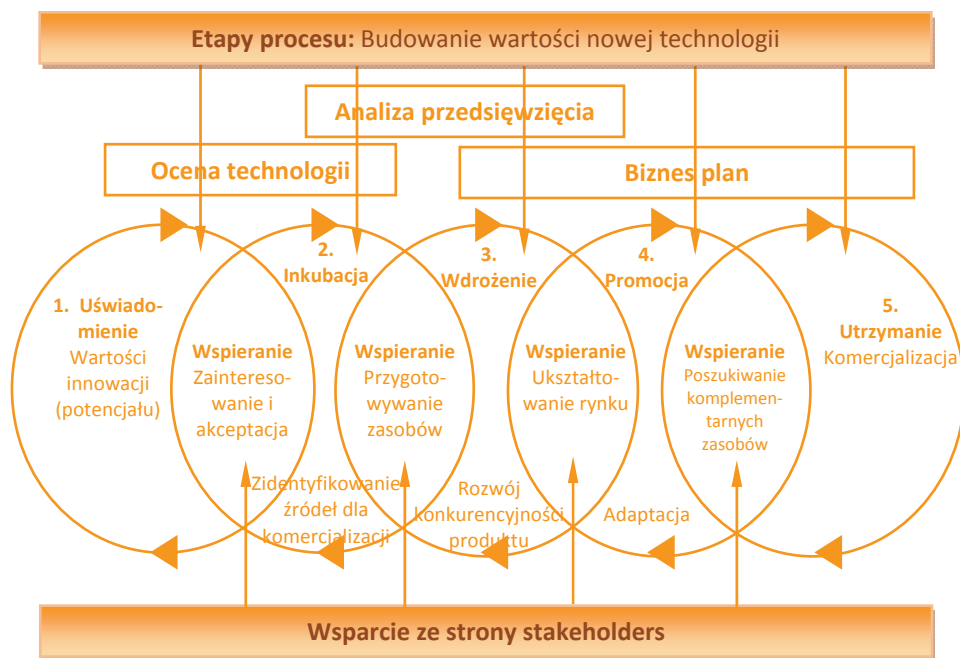 Etapy procesu: Budowanie wartości nowej technologii
Analiza przedsięwzięcia
Ocena technologii
Biznes plan
1. Uświado-
mienie
Wartości
innowacji
(potencjału)
2.
Inkubacja
3.
Wdrożenie
4.
Promocja
5.
Utrzymanie
Komercjalizacja
Wspieranie
Zaintereso-
wanie i
akceptacja
Wspieranie
Przygoto-
wywanie
zasobów
Wspieranie
Ukształto-
wanie rynku
Wspieranie
Poszukiwanie
komplemen-
tarnych
zasobów
Zidentyfikowanie
źródeł dla
komercjalizacji
Rozwój
konkurencyjności
produktu
Adaptacja
Wsparcie ze strony stakeholders